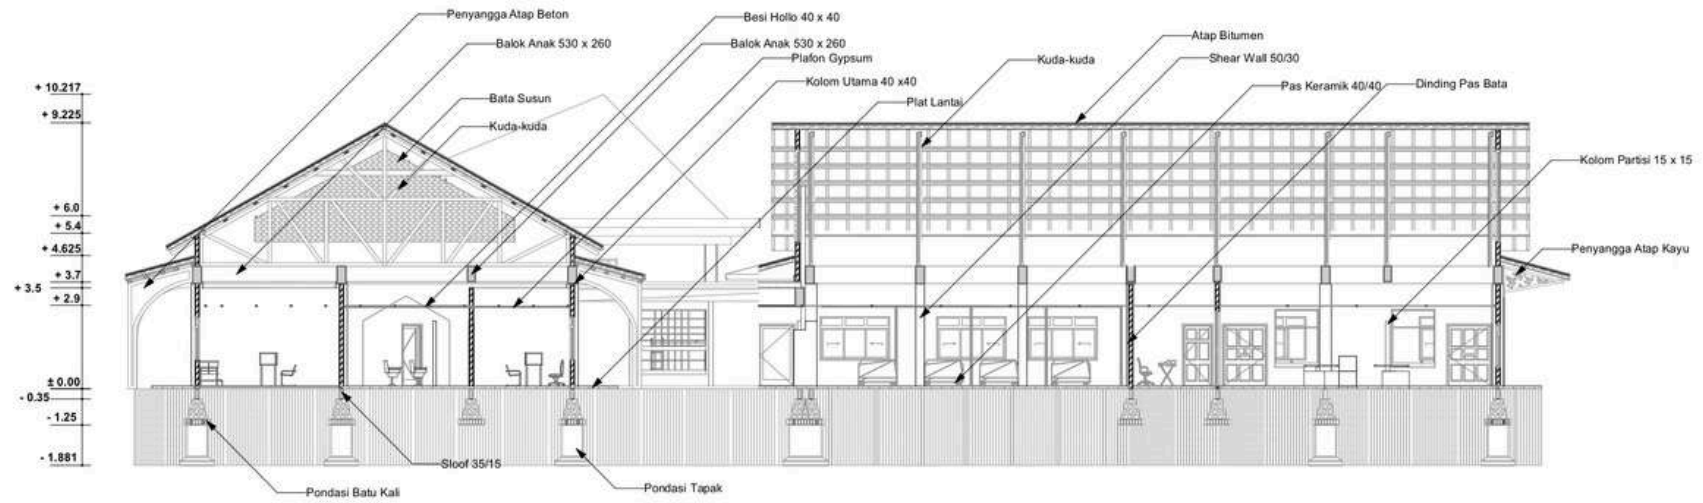 Penyangga Atap Beton
Balok Anak 530 x 260
Bata Susun
Kuda-kuda
Besi Hollo 40 x 40
Balok Anak 530 x 260
Plafon Gypsum
Kolom Utama 40 x40
Plat Lantai
Kuda-kuda
Atap Bitumen
Shear Wall 50/30
Pas Keramik 40/40
Dinding Pas Bata
Kolom Partisi 15 x 15
Penyangga Atap Kayu
+ 10.217
+ 9.225
+ 6.0
+ 5.4
+ 4.625
+ 3.7
+ 3.5
+ 2.9
± 0.00
- 0.35
- 1.25
- 1.881
Sloof 35/15
Pondasi Batu Kali
Pondasi Tapak